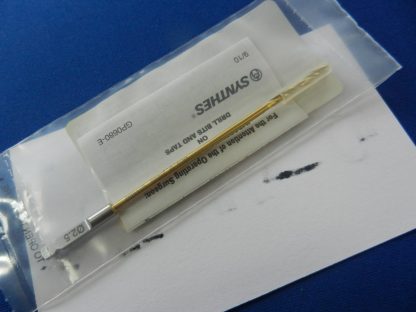 For the Attention of the Operating Surgeon:
DRILL BITS AND TAPS
ON
SYNTHES®
9/10
GP0680-E
Ø2.5